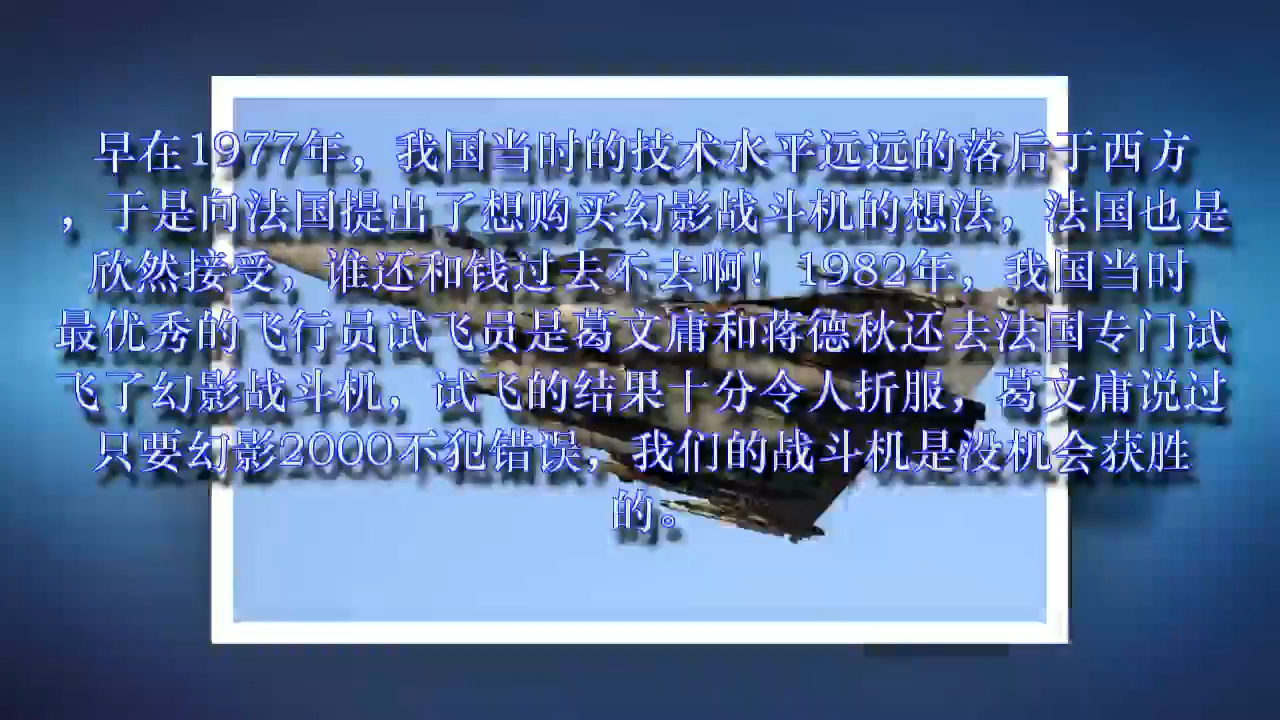 早在1977年，我国当时的技术水平远远的落后于西方
，于是向法国提出了想购买幻影战斗机的想法，法国也是
欣然接受，谁还和钱过去不去啊！1982年，我国当时
最优秀的飞行员试飞员是葛文庸和蒋德秋还去法国专门试
飞了幻影战斗机，试飞的结果十分令人折服，葛文庸说过
只要幻影2000不犯错误，我们的战斗机是没机会获胜
的。